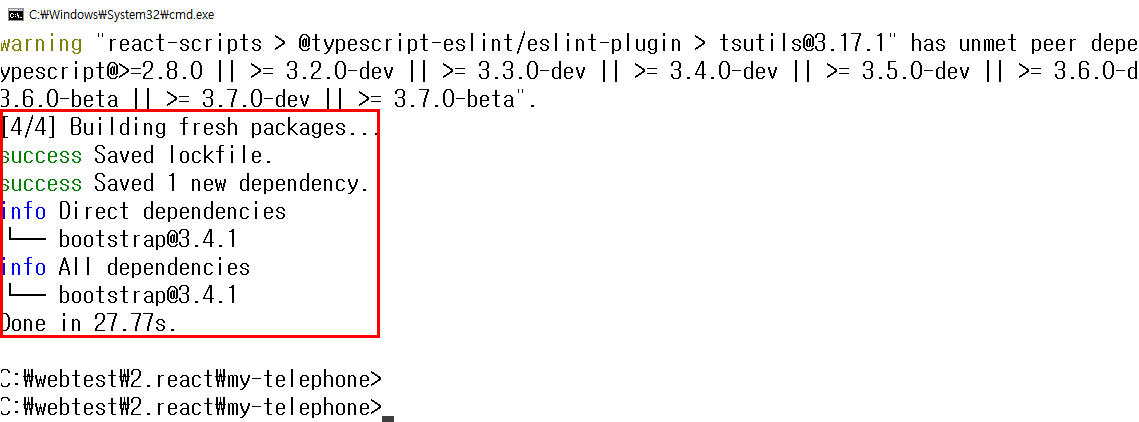 C:₩Windows₩System32₩cmd.exe
warning "react-scripts > @typescript-eslint/eslint-plugin > tsutils@3.17.1" has unmet peer depe
ypescript@>=2.8.0 || >= 3.2.0-dev || >= 3.3.0-dev || >= 3.4.0-dev || >= 3.5.0-dev || >= 3.6.0-d
3.6.0-beta || >= 3.7.0-dev || >= 3.7.0-beta".
[4/4] Building fresh packages...
success Saved lockfile.
success Saved 1 new dependency.
info Direct dependencies
└─ bootstrap@3.4.1
info All dependencies
└─ bootstrap@3.4.1
Done in 27.77s.
C:₩webtest₩2.react₩my-telephone>
C:₩webtest₩2.react₩my-telephone>_